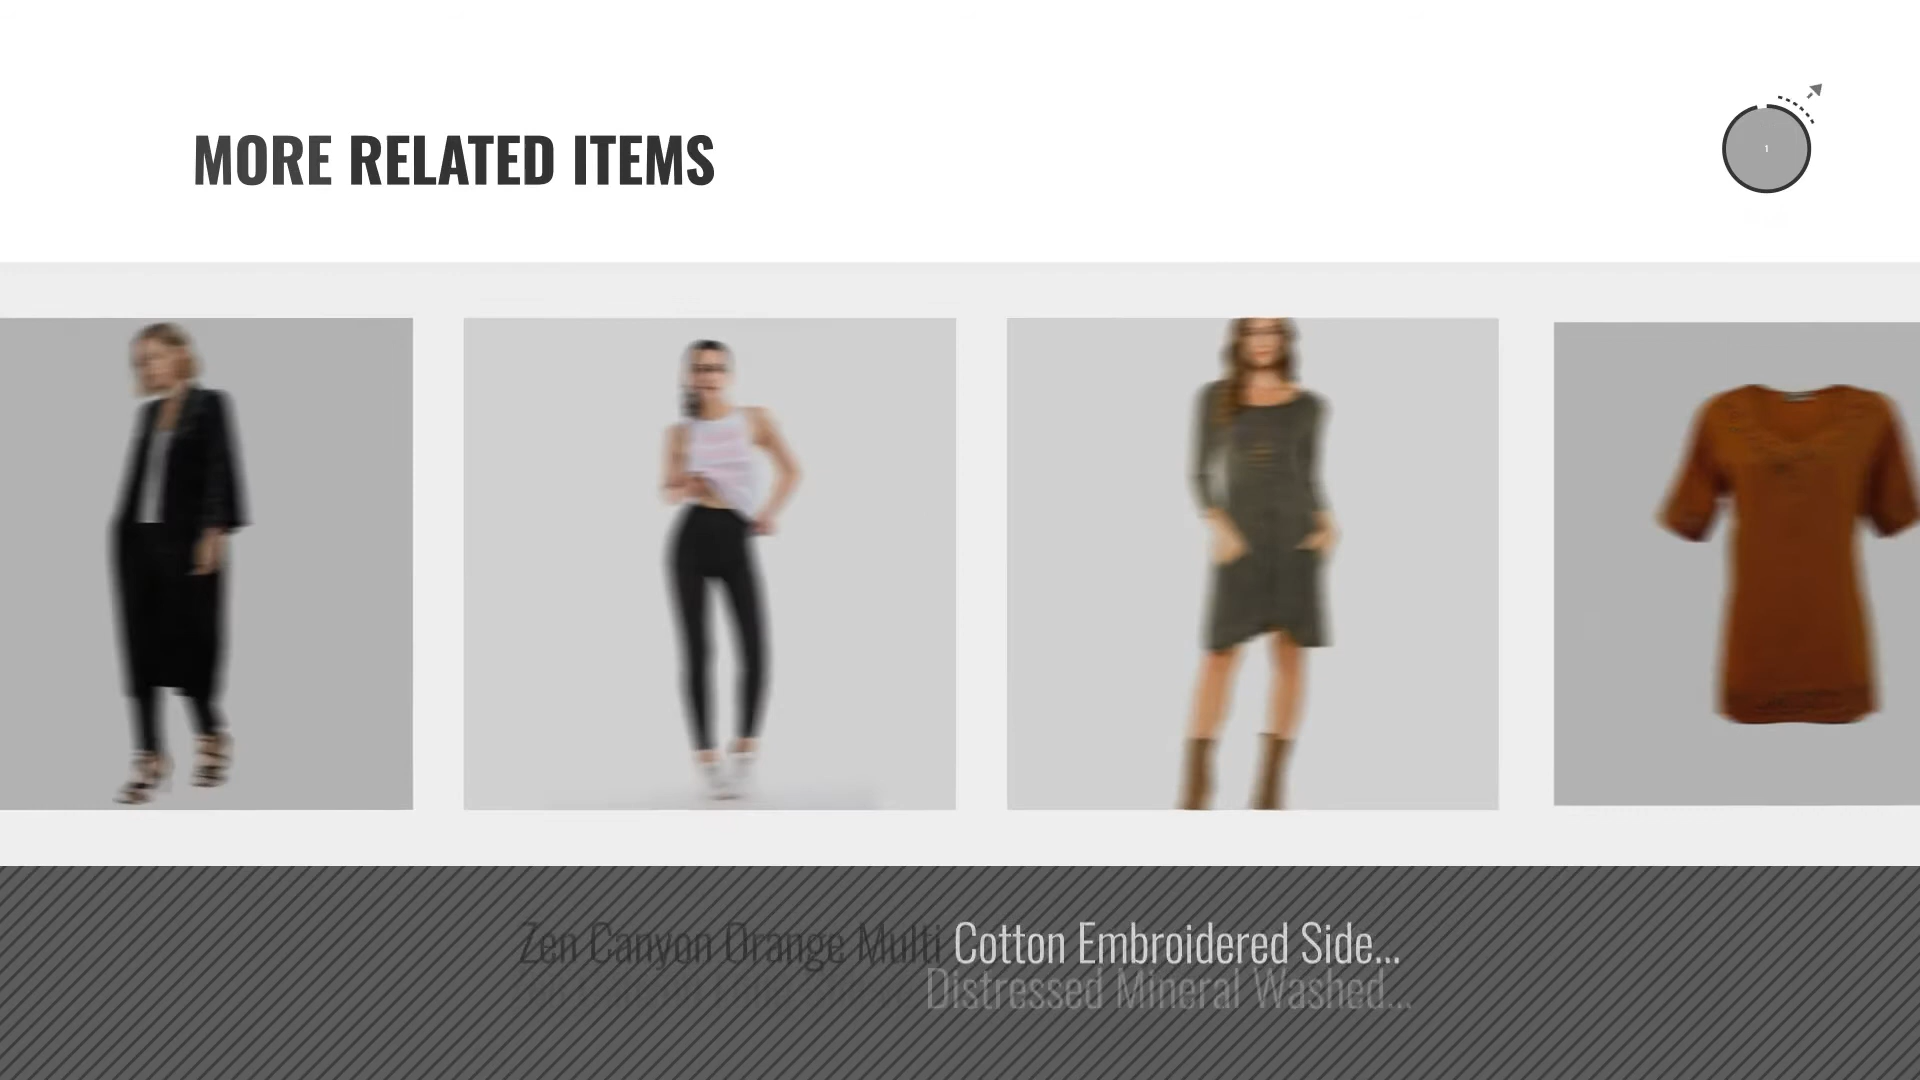 MORE RELATED ITEMS
1
Zen Canyon Orange Multi Cotton Embroidered Side...
Distressed Mineral Washed...